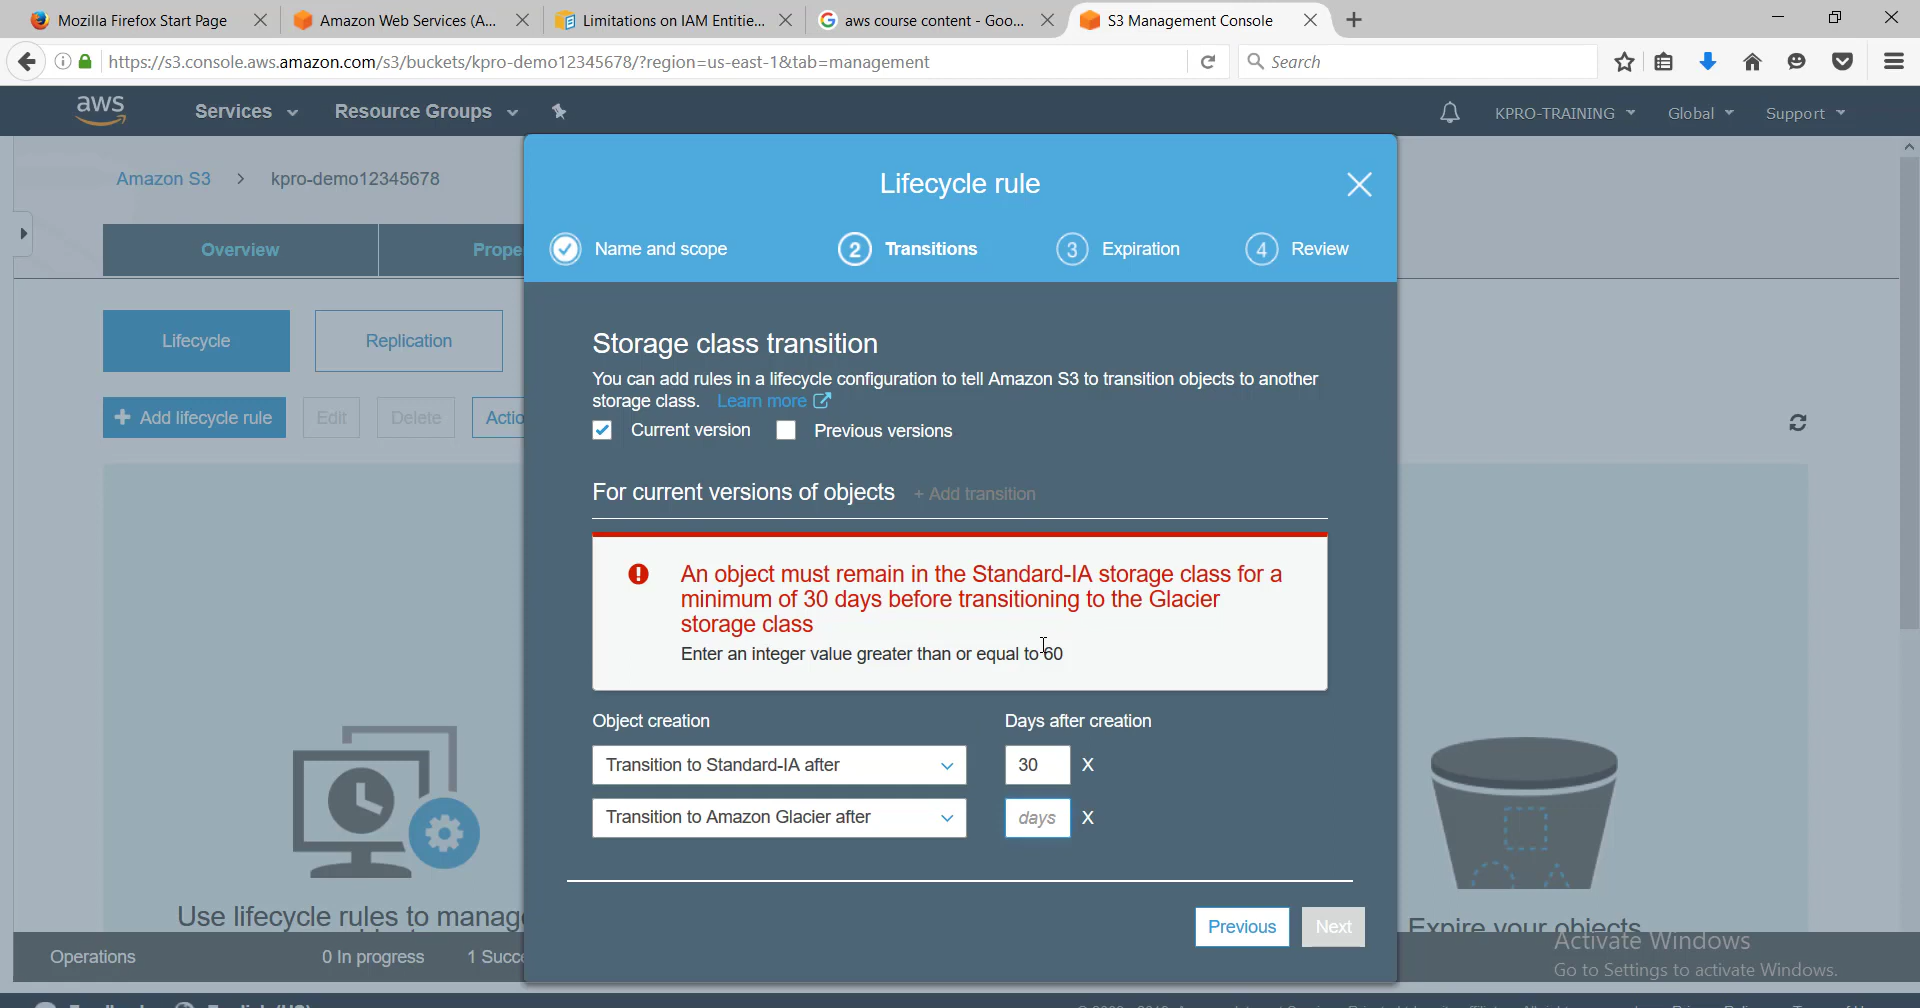 Mozilla Firefox Start Page
Amazon Web Services (A...
Limitations on IAM Entitie...
aws course content - Goo...
S3 Management Console
https://s3.console.aws.amazon.com/s3/buckets/kpro-demo12345678/?region=us-east-1&tab=management
Search
aws
Services
Resource Groups
KPRO-TRAINING
Global
Support
Amazon S3 > kpro-demo12345678
Overview
Prope
Lifecycle
Replication
+ Add lifecycle rule
Edit
Delete
Actio
Lifecycle rule
Name and scope
2 Transitions
3 Expiration
4 Review
Storage class transition
You can add rules in a lifecycle configuration to tell Amazon S3 to transition objects to another
storage class. Learn more
Current version
Previous versions
For current versions of objects + Add transition
An object must remain in the Standard-IA storage class for a
minimum of 30 days before transitioning to the Glacier
storage class
Enter an integer value greater than or equal to 60
Object creation
Days after creation
Transition to Standard-IA after
30 X
Transition to Amazon Glacier after
days X
Previous
Next
Use lifecycle rules to manag
Expire your objects
Operations
0 In progress
1 Succ
Activate Windows
Go to Settings to activate Windows.